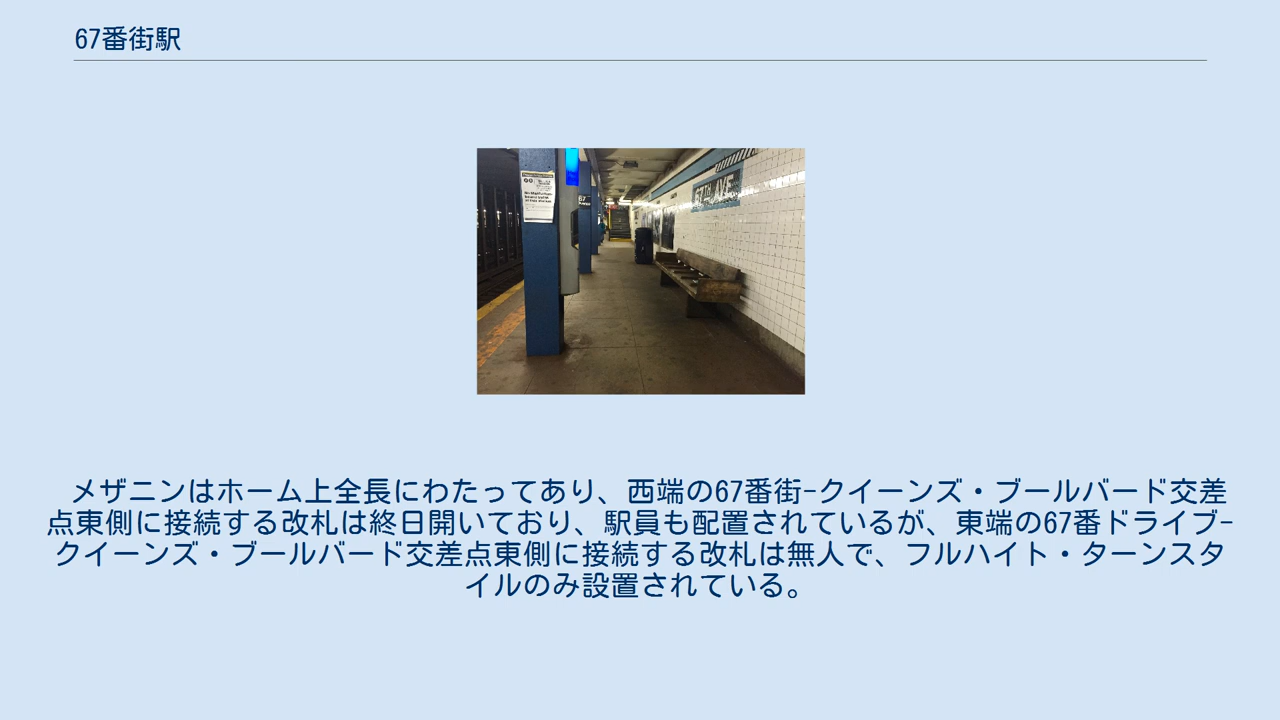 67番街駅
67TH AVE
67
メザニンはホーム上全長にわたってあり、西端の67番街-クイーンズ・ブールバード交差
点東側に接続する改札は終日開いており、駅員も配置されているが、東端の67番ドライブ-
クイーンズ・ブールバード交差点東側に接続する改札は無人で、フルハイト・ターンスタ
イルのみ設置されている。